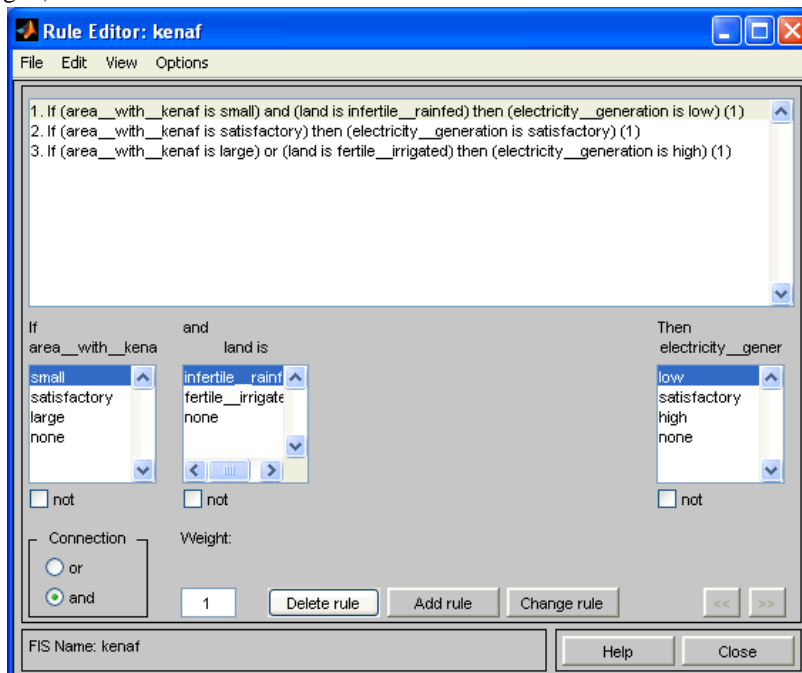 Rule Editor: kenaf
File Edit View Options
1. If (area__with__kenaf is small) and (land is infertile__rainfed) then (electricity__generation is low) (1)
2. If (area__with__kenaf is satisfactory) then (electricity__generation is satisfactory) (1)
3. If (area__with__kenaf is large) or (land is fertile__irrigated) then (electricity__generation is high) (1)
If and Then
area__with__kena land is electricity__gener
small infertile__rainf low
satisfactory fertile__irrigate satisfactory
large none high
none none
not not not
Connection Weight:
or
and 1 Delete rule Add rule Change rule << >>
FIS Name: kenaf Help Close